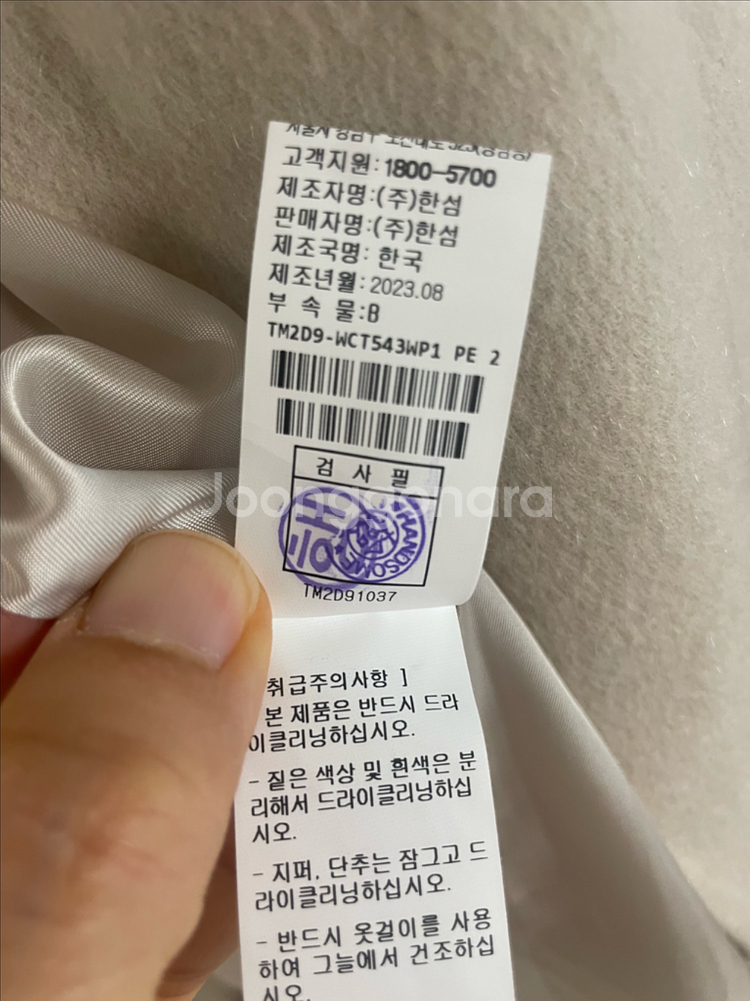 고객지원:1800-5700
제조자명:(주)한섬
판매자명:(주)한섬
제조국명: 한국
제조년월:2023.08
부 속 물:B
TM2D9-WCT543WP1 PE 2
검 사 필
HANDSOME
TM2D91037
Joongonara
취급주의사항 ]
본 제품은 반드시 드라
이클리닝하십시오.
- 짙은 색상 및 흰색은 분
리해서 드라이클리닝하십
시오.
- 지퍼, 단추는 잠그고 드
라이클리닝하십시오.
- 반드시 옷걸이를 사용
하여 그늘에서 건조하십
시오.